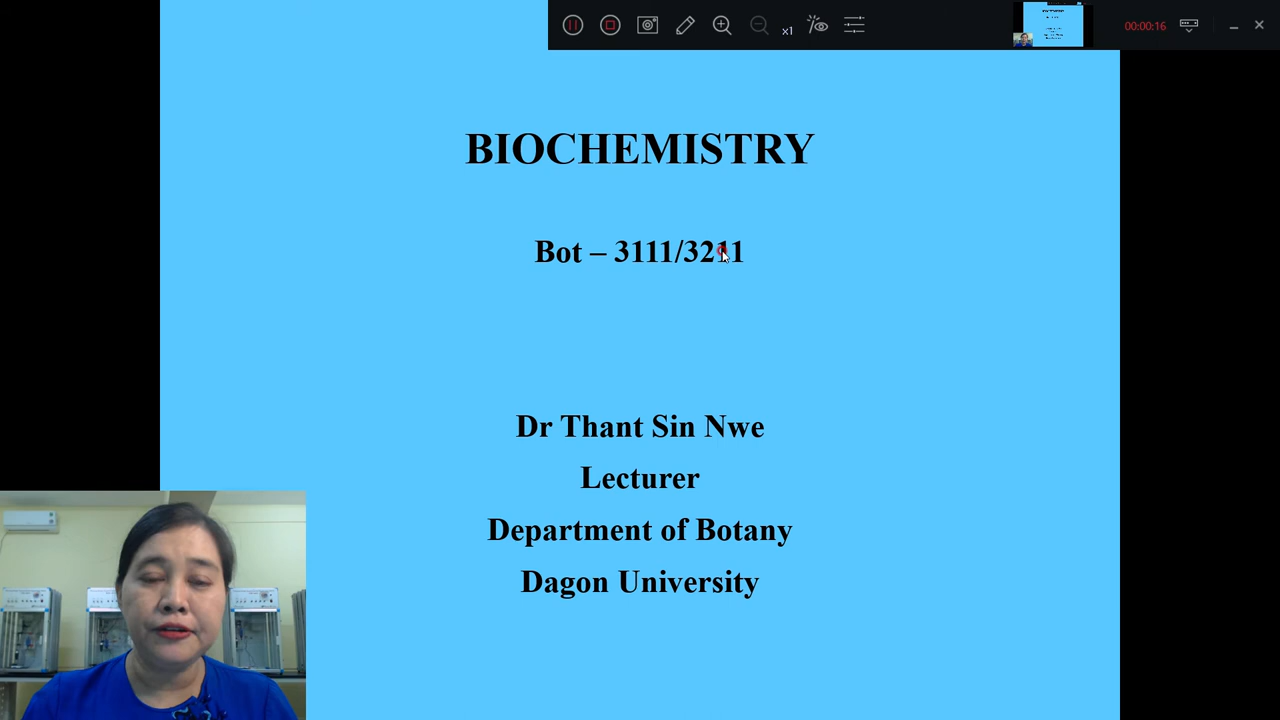 x1
00:00:16
BIOCHEMISTRY
Bot – 3111/3211
Dr Thant Sin Nwe
Lecturer
Department of Botany
Dagon University